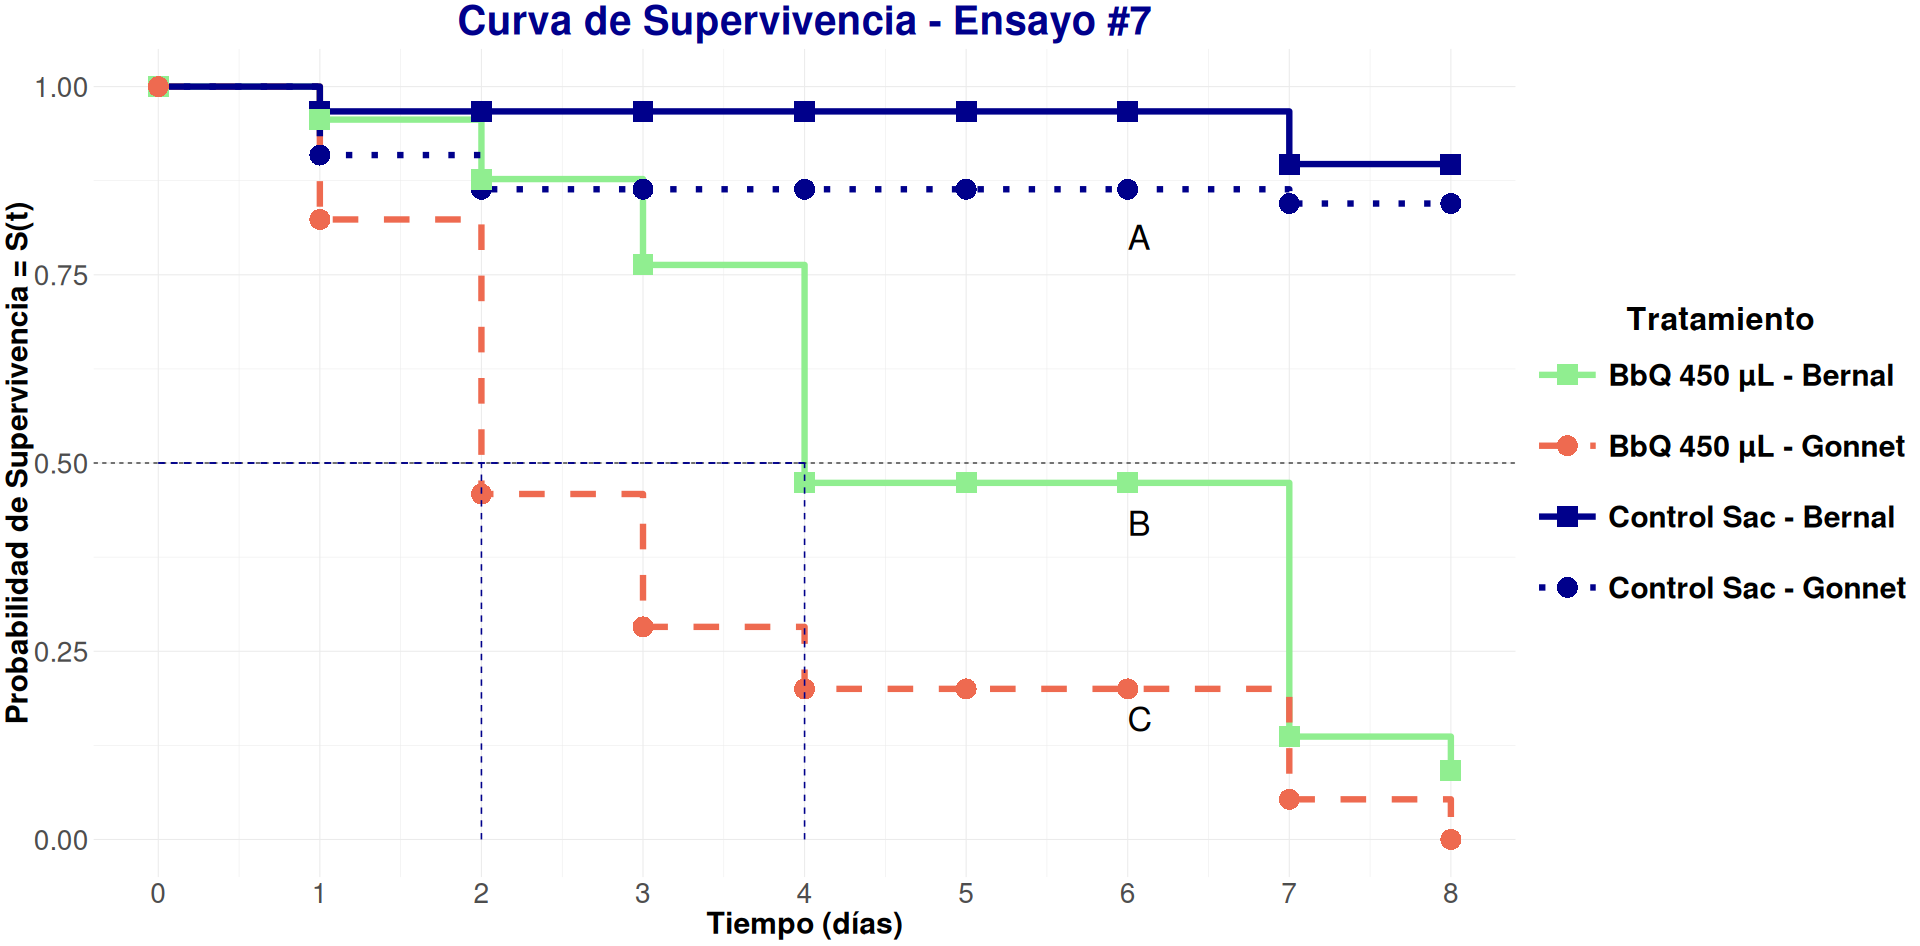 Curva de Supervivencia - Ensayo #7
Probabilidad de Supervivencia = S(t)
1.00
0.75
0.50
0.25
0.00
A
B
C
0 1 2 3 4 5 6 7 8
Tiempo (días)
Tratamiento
BbQ 450 µL - Bernal
BbQ 450 µL - Gonnet
Control Sac - Bernal
Control Sac - Gonnet